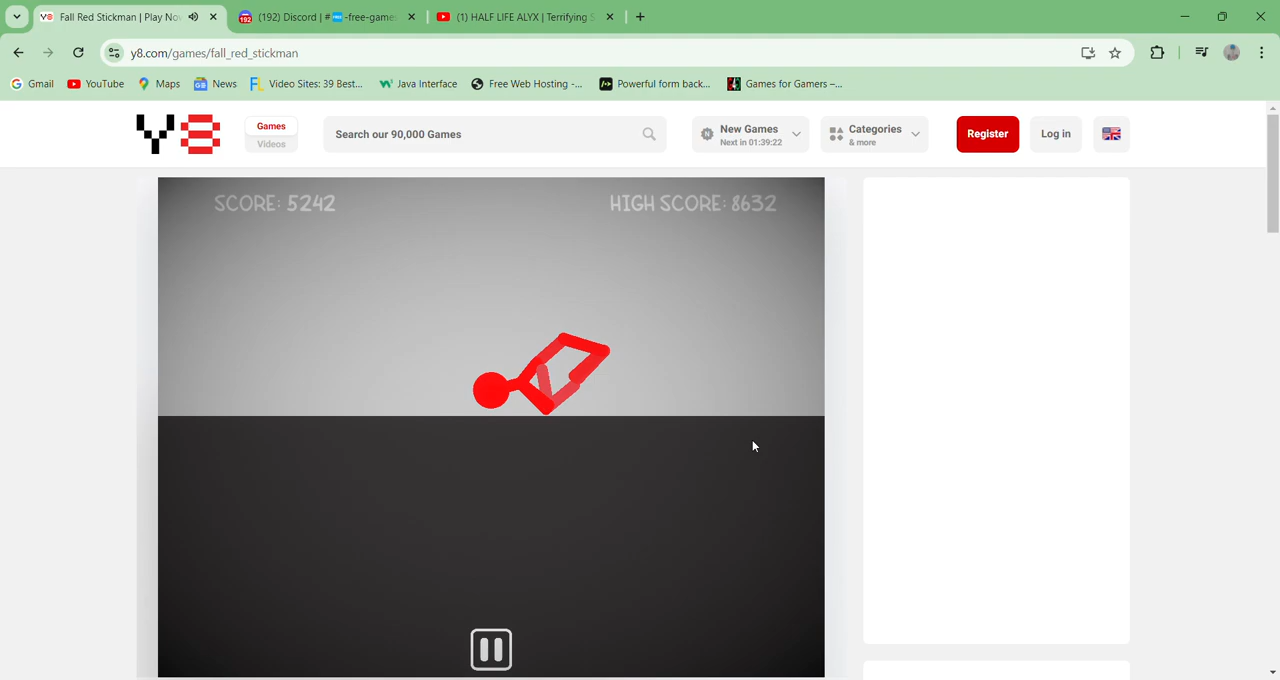 Fall Red Stickman | Play No
(192) Discord | # FREE -free-game
(1) HALF LIFE ALYX | Terrifying S
y8.com/games/fall_red_stickman
Gmail
YouTube
Maps
News
Video Sites: 39 Best...
Java Interface
Free Web Hosting -...
Powerful form back...
Games for Gamers –...
Y8
Games
Videos
Search our 90,000 Games
New Games
Next in 01:39:22
Categories
& more
Register
Log in
SCORE: 5242
HIGH SCORE: 8632